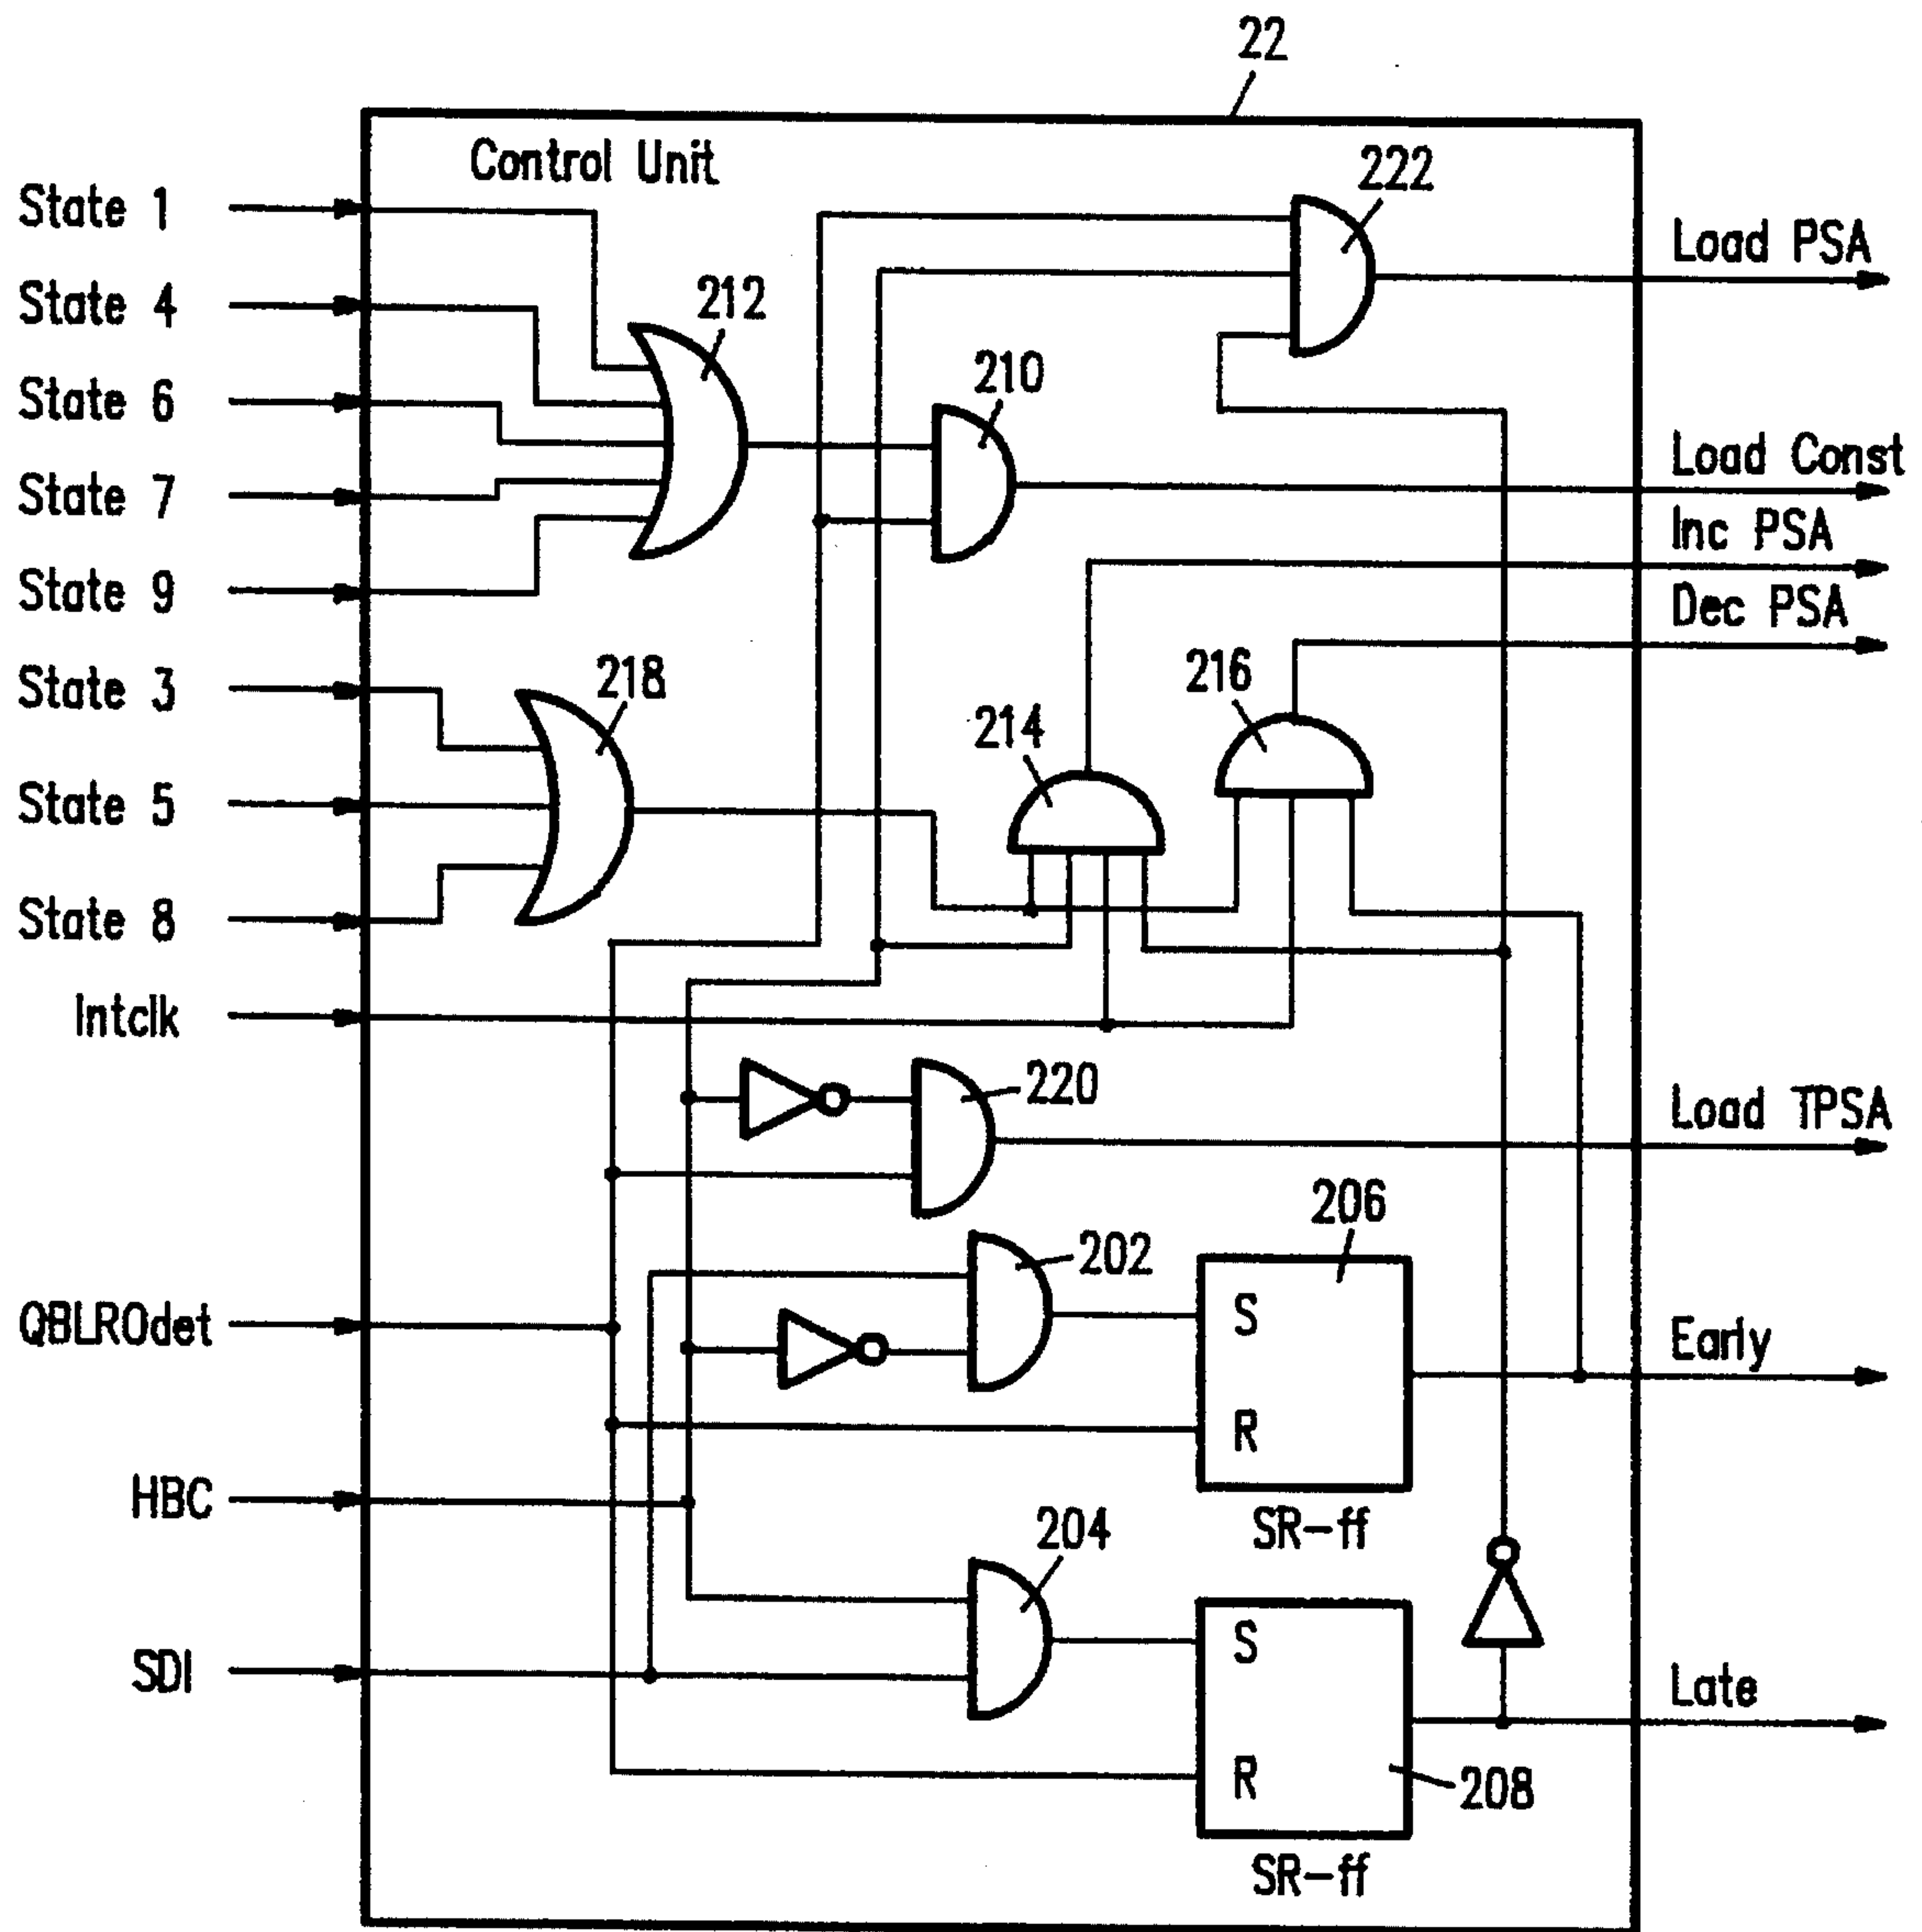 22
Control Unit
222
State 1
Load PSA
State 4
212
State 6
210
Load Const
State 7
Inc PSA
State 9
Dec PSA
State 3
218
216
214
State 5
State 8
Intclk
220
Load TPSA
206
202
QBLROdet
S
Early
R
HBC
204
SR-ff
SDI
S
Late
R
208
SR-ff